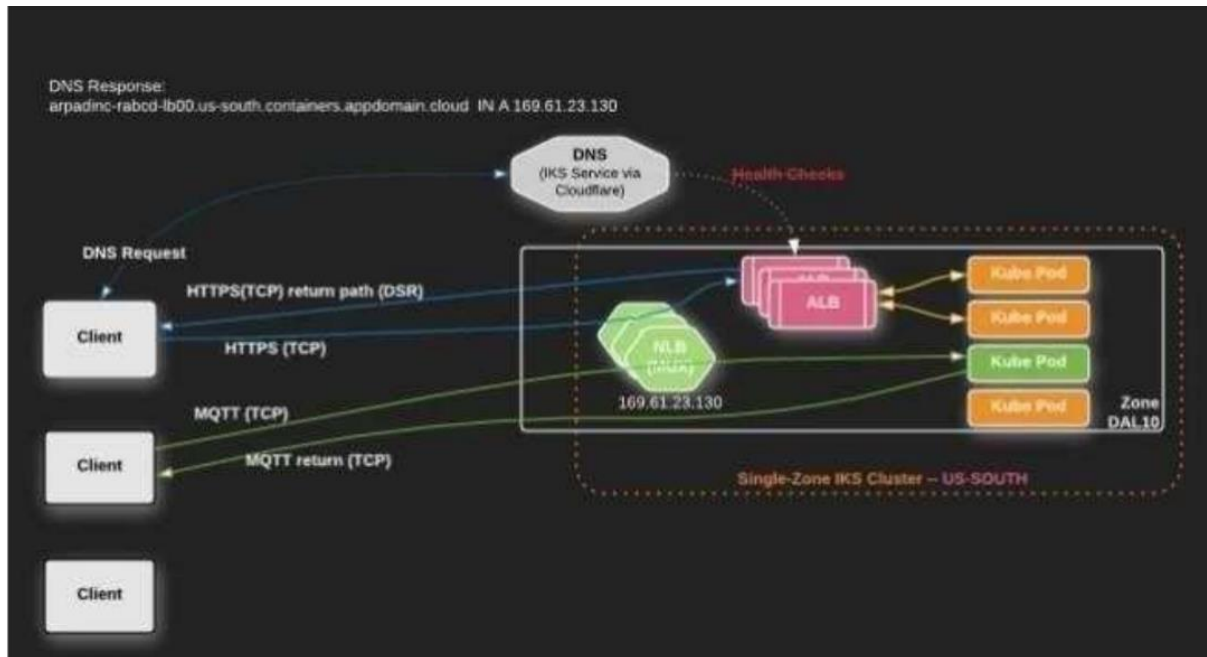 DNS Response:
arpadinc-rabcd-lb00.us-south.containers.appdomain.cloud IN A 169.61.23.130
DNS
(IKS Service via
Cloudflare)
Health Checks
DNS Request
HTTPS(TCP) return path (DSR)
HTTPS (TCP)
Client
ALB
ALB
Kube Pod
Kube Pod
Kube Pod
Kube Pod
NLB
(MUX)
169.61.23.130
Zone
DAL10
MQTT (TCP)
MQTT return (TCP)
Client
Single-Zone IKS Cluster -- US-SOUTH
Client